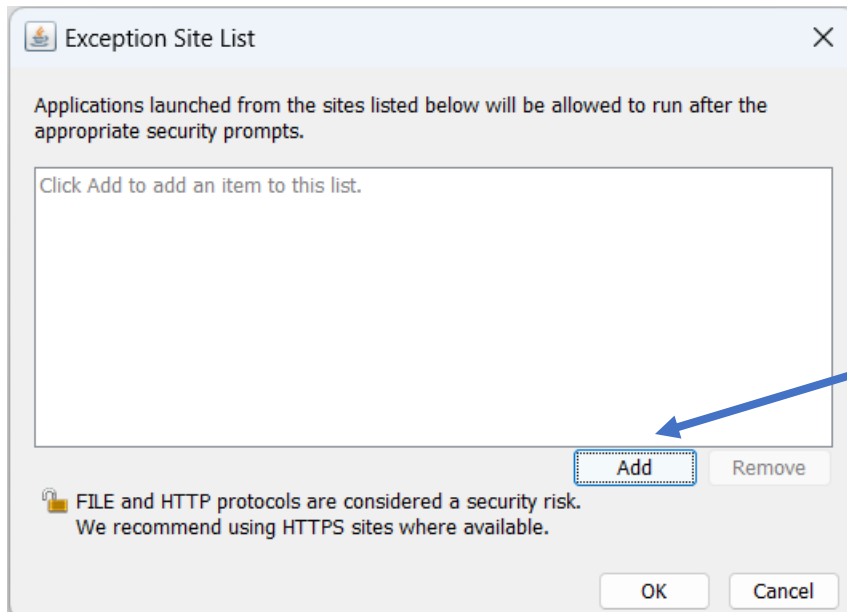 Exception Site List
Applications launched from the sites listed below will be allowed to run after the
appropriate security prompts.
Click Add to add an item to this list.
Add Remove
FILE and HTTP protocols are considered a security risk.
We recommend using HTTPS sites where available.
OK Cancel